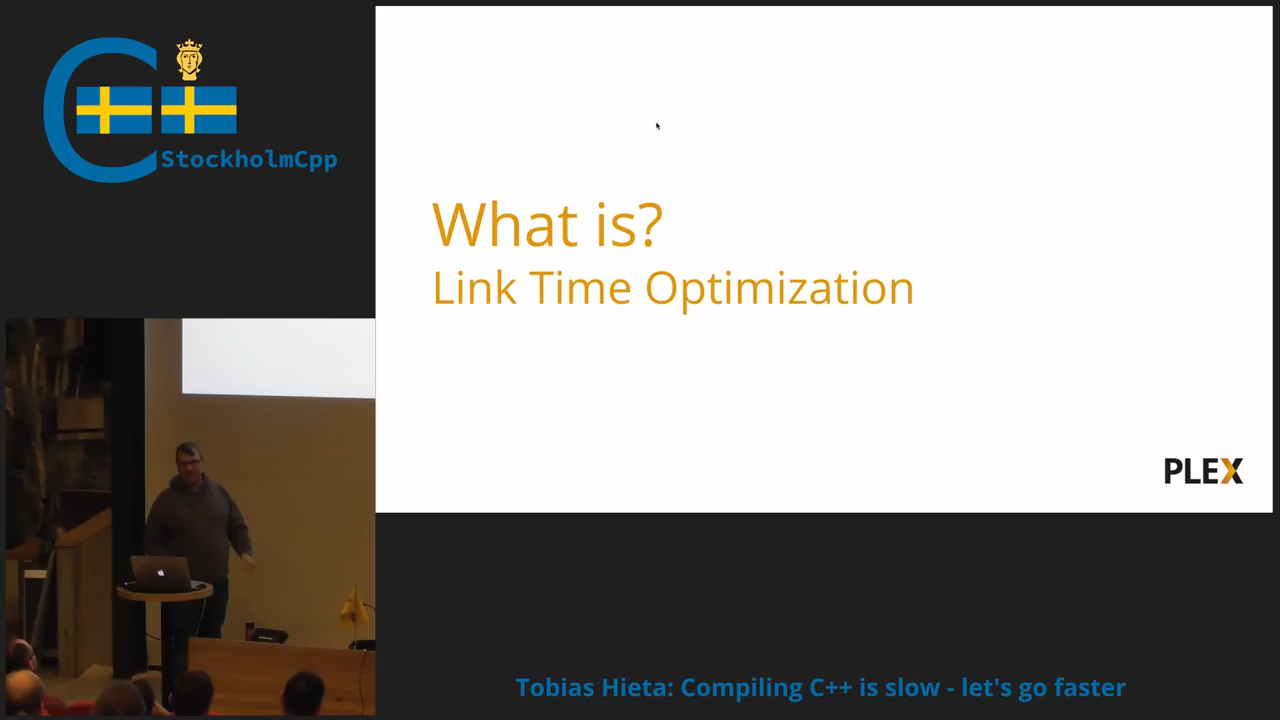 StockholmCpp
What is?
Link Time Optimization
PLEX
Tobias Hieta: Compiling C++ is slow - let's go faster